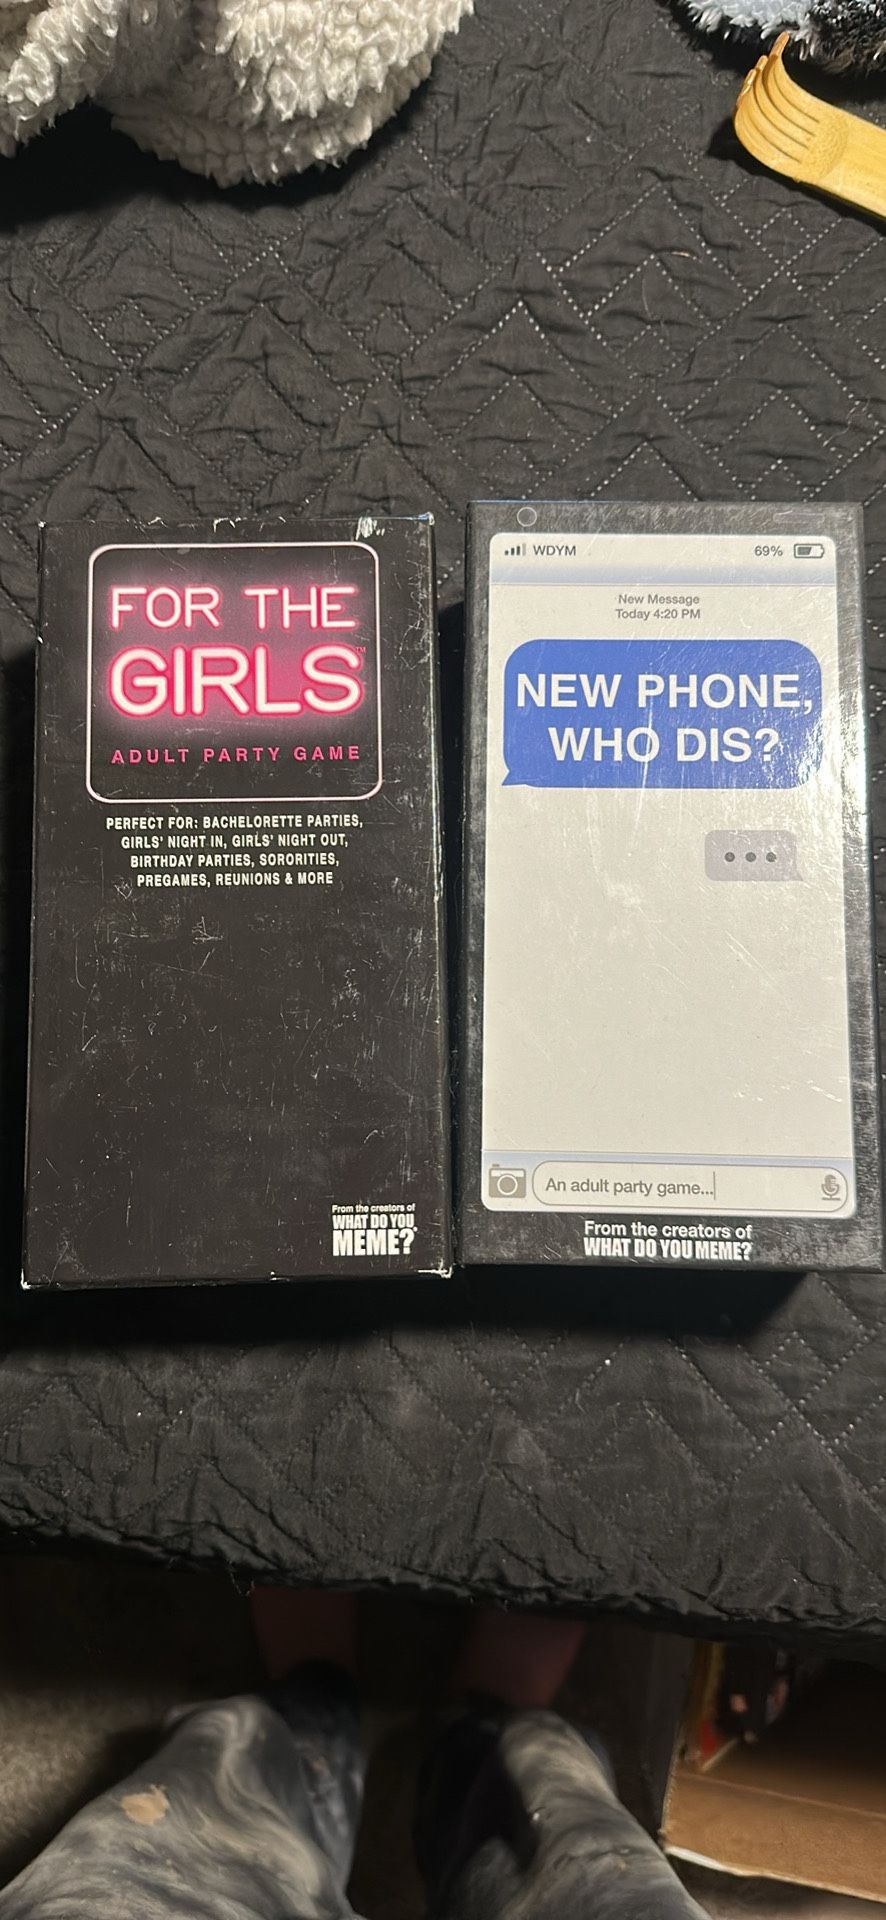 FOR THE
GIRLS™
ADULT PARTY GAME
PERFECT FOR: BACHELORETTE PARTIES,
GIRLS' NIGHT IN, GIRLS' NIGHT OUT,
BIRTHDAY PARTIES, SORORITIES,
PREGAMES, REUNIONS & MORE
From the creators of
WHAT DO YOU
MEME?
WDYM 69%
New Message
Today 4:20 PM
NEW PHONE,
WHO DIS?
An adult party game...
From the creators of
WHAT DO YOU MEME?